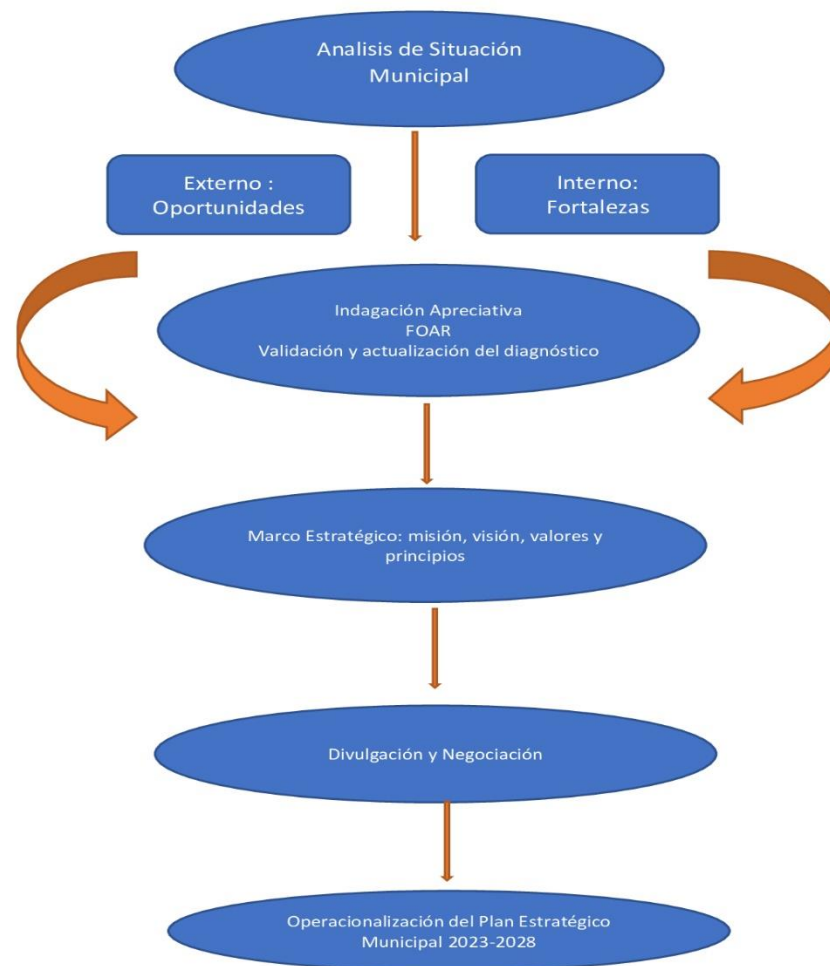 Analisis de Situación
Municipal
Externo :
Oportunidades
Interno:
Fortalezas
Indagación Apreciativa
FOAR
Validación y actualización del diagnóstico
Marco Estratégico: misión, visión, valores y
principios
Divulgación y Negociación
Operacionalización del Plan Estratégico
Municipal 2023-2028